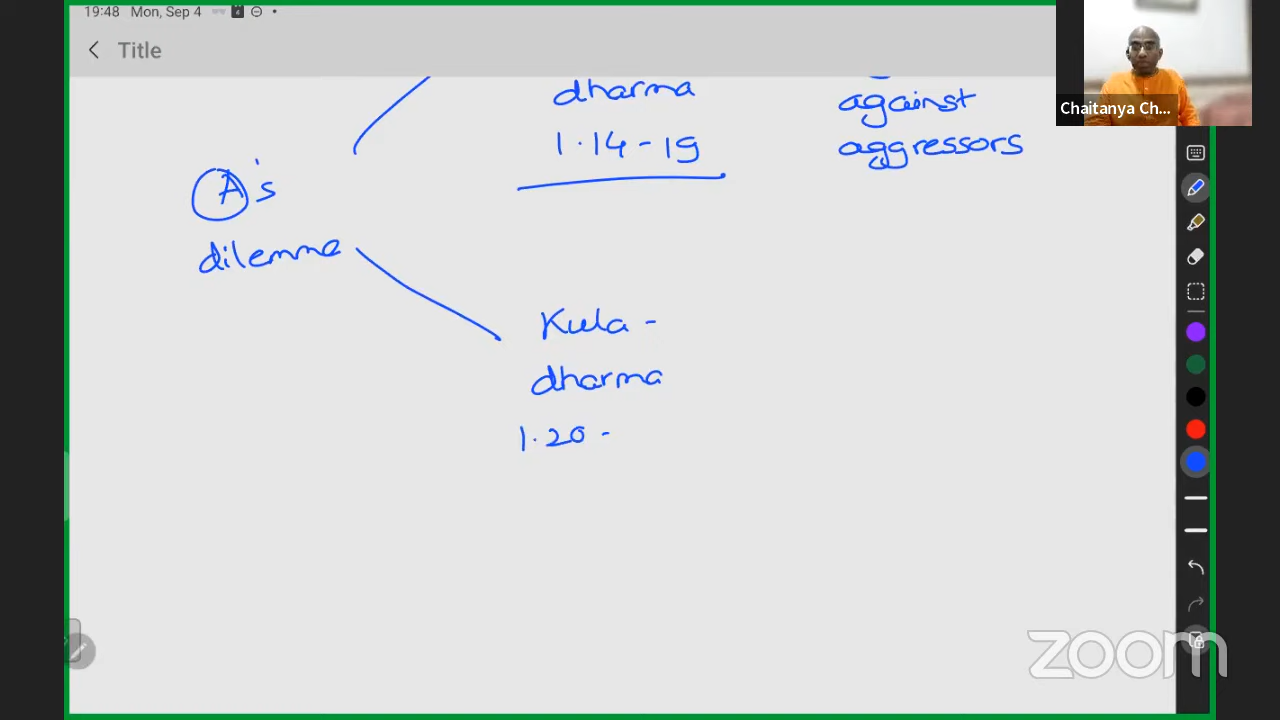 19:48 Mon, Sep 4
Title
Chaitanya Ch...
dharma
1.14-19
against
aggressors
A's
dilemma
Kula -
dharma
1.20 -
zoom